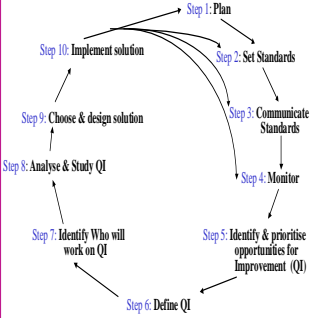 Step 1: Plan
Step 2: Set Standards
Step 3: Communicate
Standards
Step 4: Monitor
Step 5: Identify & prioritise
opportunities for
Improvement (QI)
Step 6: Define QI
Step 7: Identify Who will
work on QI
Step 8: Analyse & Study QI
Step 9: Choose & design solution
Step 10: Implement solution